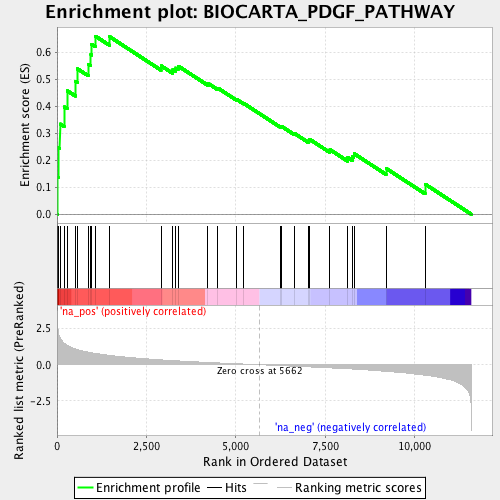 Enrichment plot: BIOCARTA_PDGF_PATHWAY
Enrichment score (ES)
0.6
0.5
0.4
0.3
0.2
0.1
0.0
'na_pos' (positively correlated)
Ranked list metric (PreRanked)
2.5
0.0
-2.5
Zero cross at 5662
'na_neg' (negatively correlated)
0
2,500
5,000
7,500
10,000
Rank in Ordered Dataset
Enrichment profile
Hits
Ranking metric scores